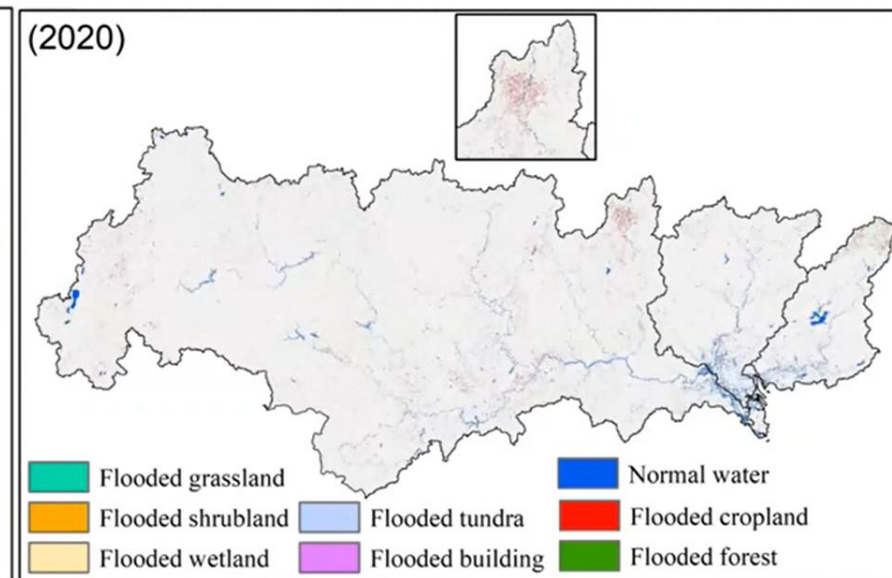 (2020)
Flooded grassland
Normal water
Flooded shrubland
Flooded tundra
Flooded cropland
Flooded wetland
Flooded building
Flooded forest